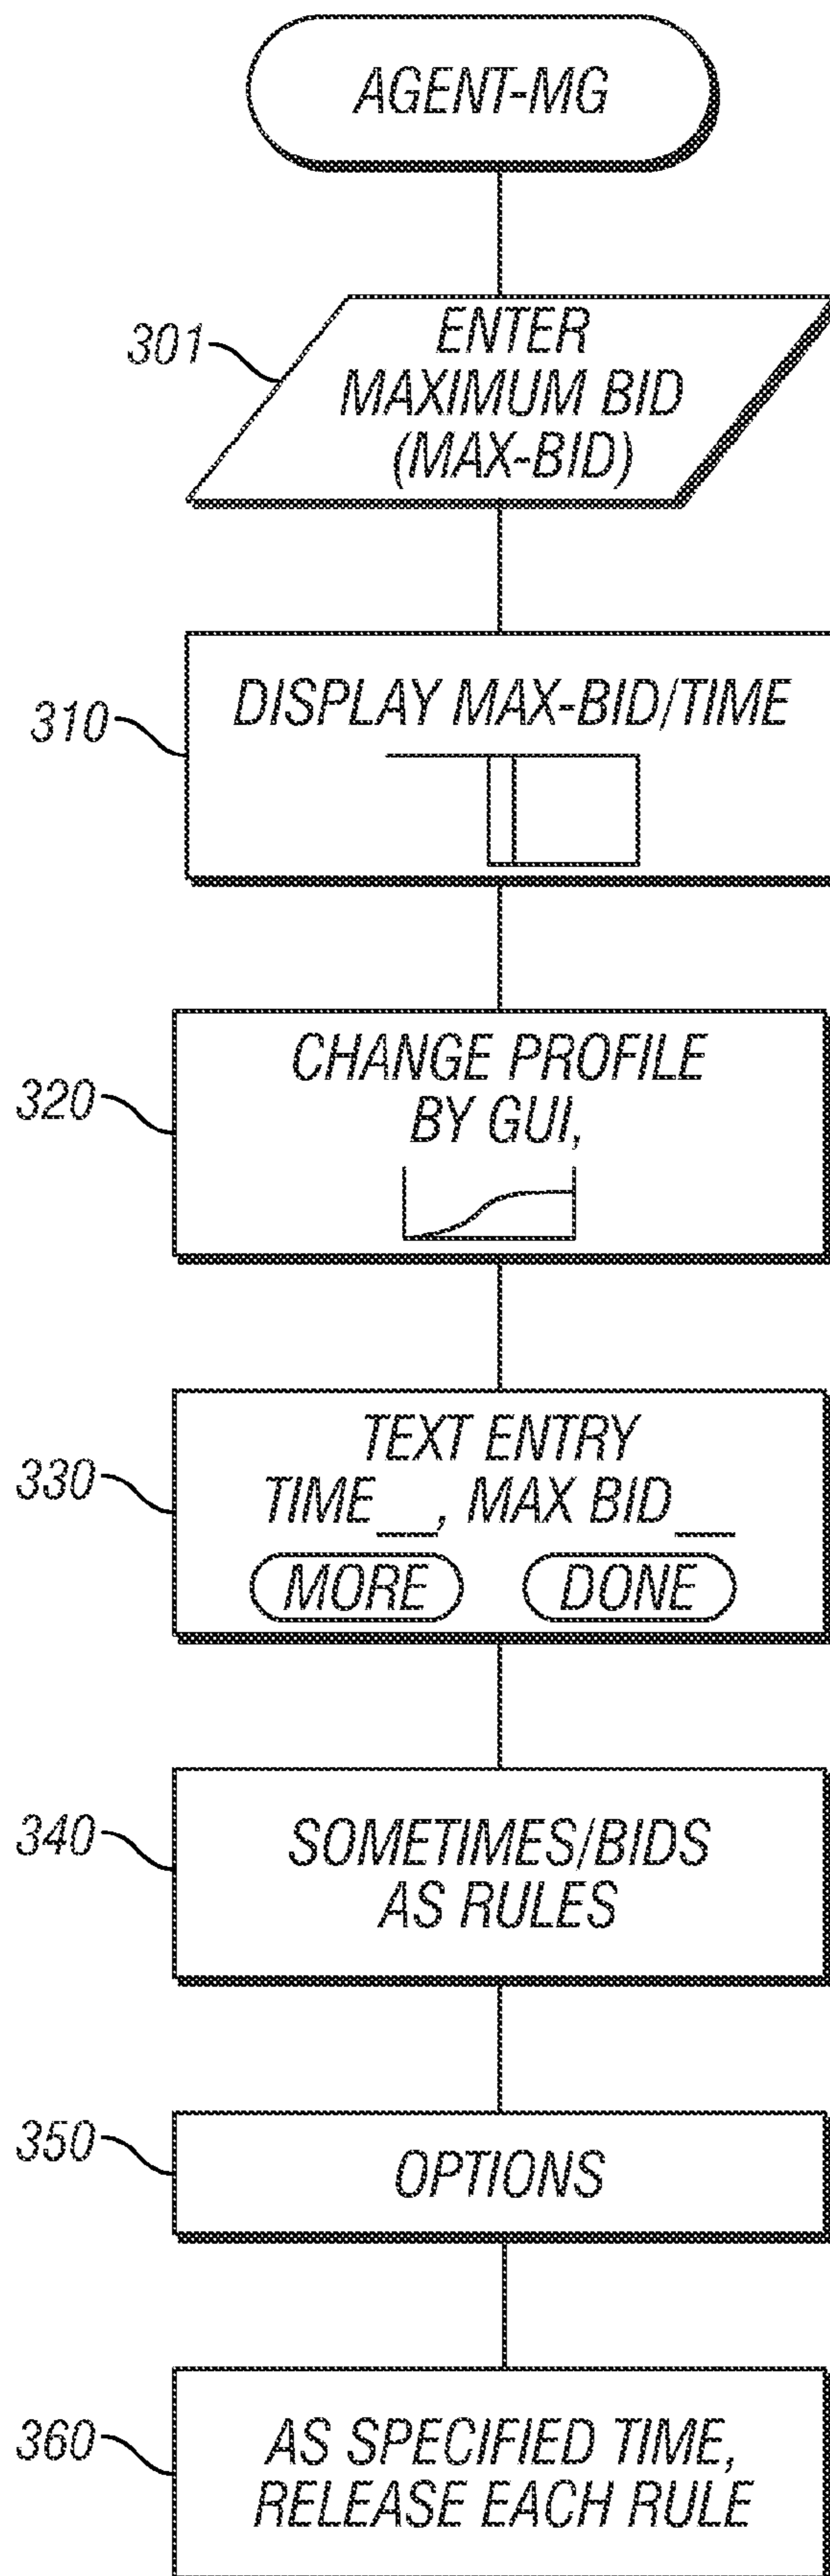 AGENT-MG
301
ENTER
MAXIMUM BID
(MAX-BID)
310
DISPLAY MAX-BID/TIME
320
CHANGE PROFILE
BY GUI,
330
TEXT ENTRY
TIME__, MAX BID__
MORE DONE
340
SOMETIMES/BIDS
AS RULES
350
OPTIONS
360
AS SPECIFIED TIME,
RELEASE EACH RULE